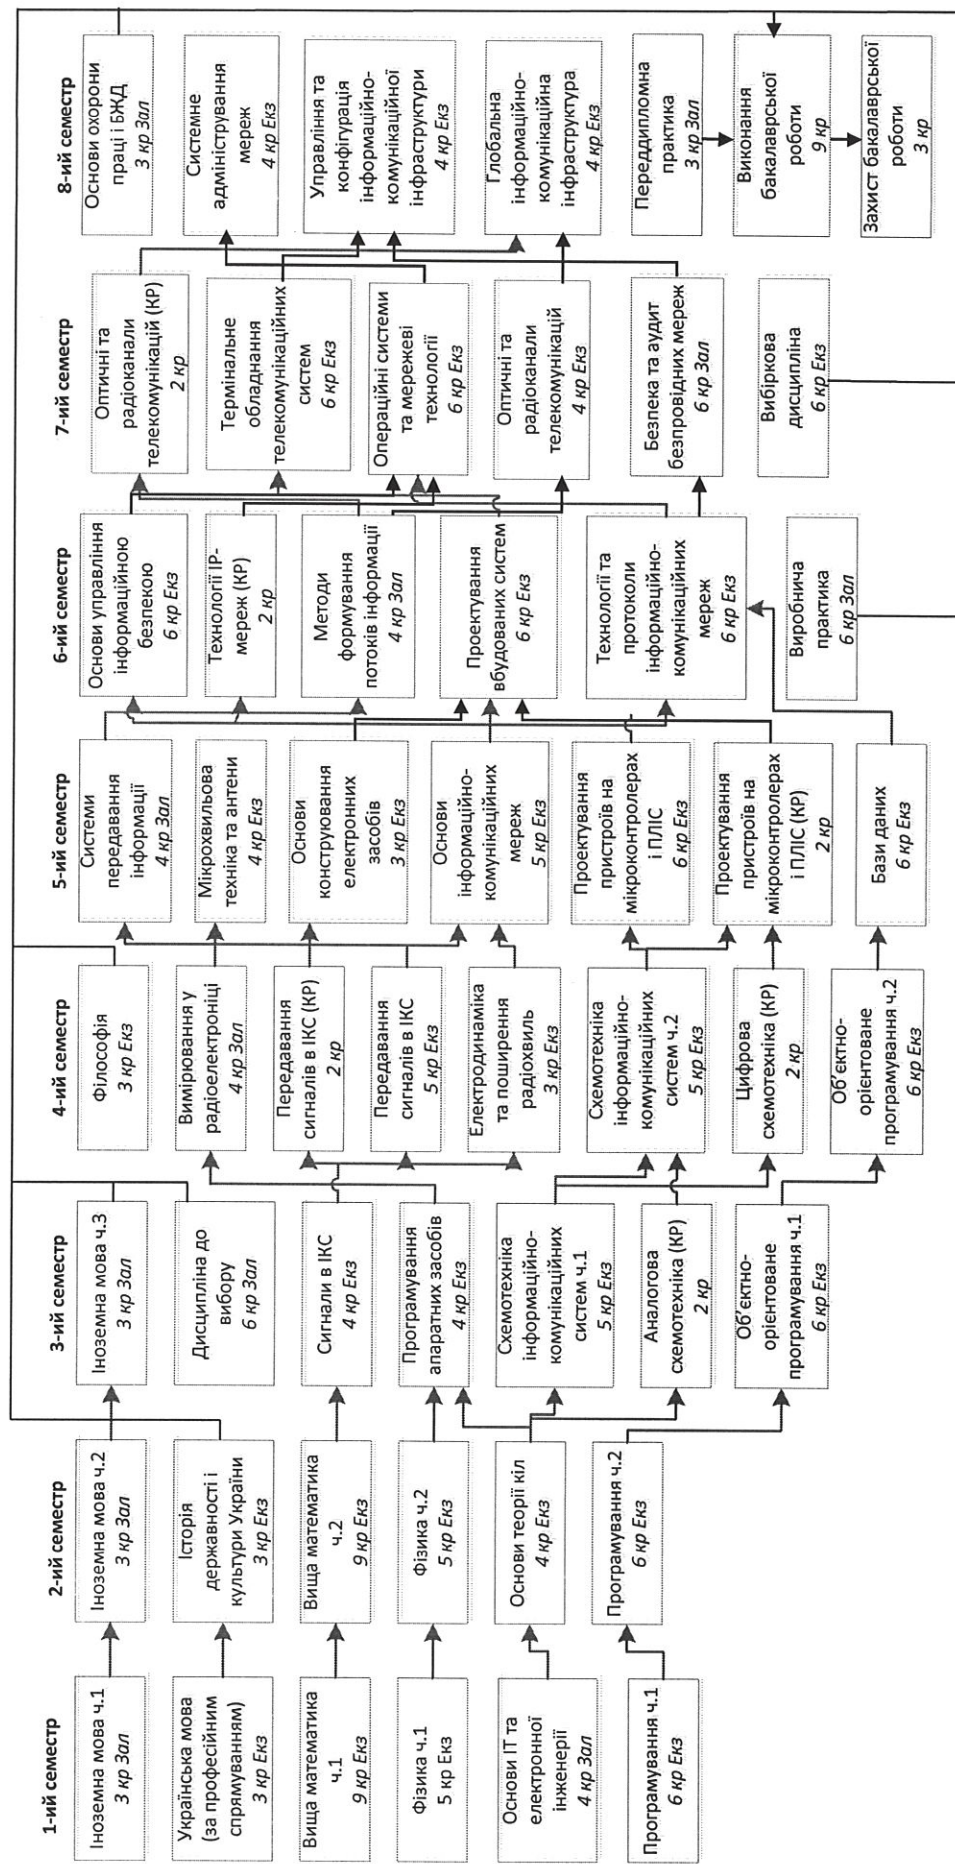 1-ий семестр
Іноземна мова ч.1
3 кр Зал
Українська мова
(за професійним
спрямуванням)
3 кр Екз
Вища математика
ч.1
9 кр Екз
Фізика ч.1
5 кр Екз
Основи ІТ та
електронної
інженерії
4 кр Зал
Програмування ч.1
6 кр Екз
2-ий семестр
Іноземна мова ч.2
3 кр Зал
Історія
державності і
культури України
3 кр Екз
Вища математика
ч.2
9 кр Екз
Фізика ч.2
5 кр Екз
Основи теорії кіл
4 кр Екз
Програмування ч.2
6 кр Екз
3-ий семестр
Іноземна мова ч.3
3 кр Зал
Дисципліна до
вибору
6 кр Зал
Сигнали в ІКС
4 кр Екз
Програмування
апаратних засобів
4 кр Екз
Схемотехніка
інформаційно-
комунікаційних
систем ч.1
5 кр Екз
Аналогова
схемотехніка (КР)
2 кр
Об'єктно-
орієнтоване
програмування ч.1
6 кр Екз
4-ий семестр
Філософія
3 кр Екз
Вимірювання у
радіоелектроніці
4 кр Зал
Передавання
сигналів в ІКС (КР)
2 кр
Передавання
сигналів в ІКС
5 кр Екз
Електродинаміка
та поширення
радіохвиль
3 кр Екз
Схемотехніка
інформаційно-
комунікаційних
систем ч.2
5 кр Екз
Цифрова
схемотехніка (КР)
2 кр
Об'єктно-
орієнтоване
програмування ч.2
6 кр Екз
5-ий семестр
Системи
передавання
інформації
4 кр Зал
Мікрохвильова
техніка та антени
4 кр Екз
Основи
конструювання
електронних
засобів
3 кр Екз
Основи
інформаційно-
комунікаційних
мереж
5 кр Екз
Проектування
пристроїв на
мікроконтролерах
і ПЛІС
6 кр Екз
Проектування
пристроїв на
мікроконтролерах
і ПЛІС (КР)
2 кр
Бази даних
6 кр Екз
6-ий семестр
Основи управління
інформаційною
безпекою
6 кр Екз
Технології IP-
мереж (КР)
2 кр
Методи
формування
потоків інформації
4 кр Зал
Проектування
вбудованих систем
6 кр Екз
Технології та
протоколи
інформаційно-
комунікаційних
мереж
6 кр Екз
Виробнича
практика
6 кр Зал
7-ий семестр
Оптичні та
радіоканали
телекомунікацій (КР)
2 кр
Термінальне
обладнання
телекомунікаційних
систем
6 кр Екз
Операційні системи
та мережеві
технології
6 кр Екз
Оптичні та
радіоканали
телекомунікацій
4 кр Екз
Безпека та аудит
безпровідних мереж
6 кр Зал
Вибіркова
дисципліна
6 кр Екз
8-ий семестр
Основи охорони
праці і БЖД
3 кр Зал
Системне
адміністрування
мереж
4 кр Екз
Управління та
конфігурація
інформаційно-
комунікаційної
інфраструктури
4 кр Екз
Глобальна
інформаційно-
комунікаційна
інфраструктура
4 кр Екз
Переддипломна
практика
3 кр Зал
Виконання
бакалаврської
роботи
9 кр
Захист бакалаврської
роботи
3 кр